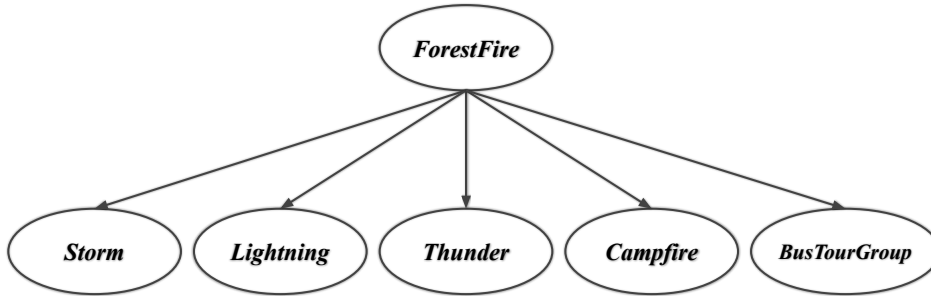 ForestFire
Storm
Lightning
Thunder
Campfire
BusTourGroup